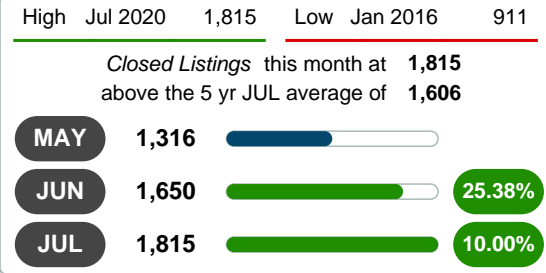 High Jul 2020 1,815 Low Jan 2016 911
Closed Listings this month at 1,815
above the 5 yr JUL average of 1,606
MAY 1,316
JUN 1,650 25.38%
JUL 1,815 10.00%